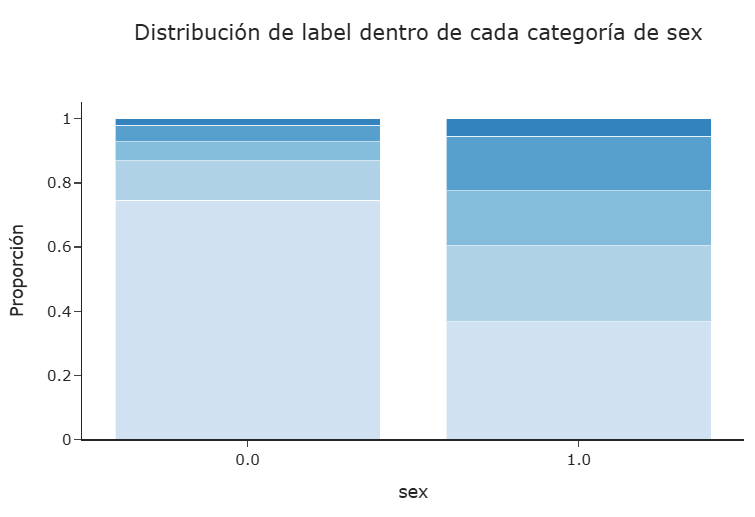 Distribución de label dentro de cada categoría de sex
Proporción
1
0.8
0.6
0.4
0.2
0
0.0
1.0
sex